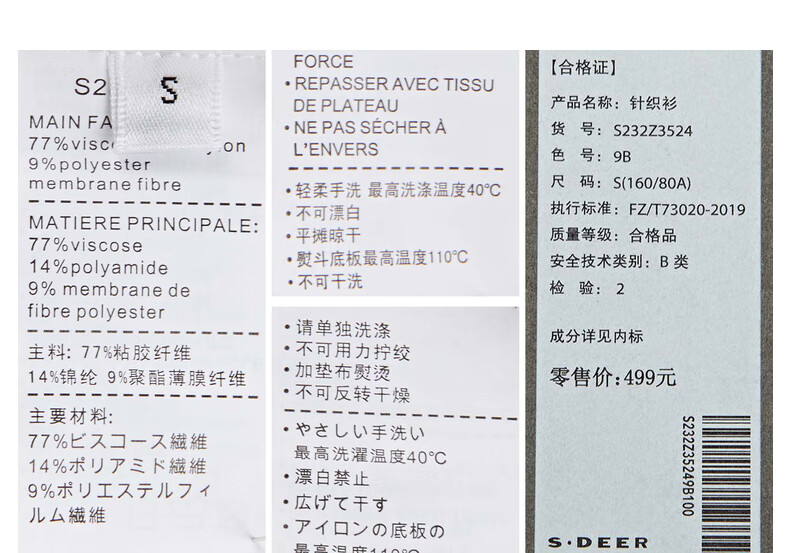 S2
S
MAIN FA
77%visc
9%polyester
membrane fibre
MATIERE PRINCIPALE:
77%viscose
14%polyamide
9% membrane de
fibre polyester
主料: 77%粘胶纤维
14%锦纶 9%聚酯薄膜纤维
主要材料:
77%ビスコース繊維
14%ポリアミド繊維
9%ポリエステルフィ
ルム繊維
FORCE
•REPASSER AVEC TISSU
DE PLATEAU
•NE PAS SÉCHER À
L'ENVERS
•轻柔手洗 最高洗涤温度40℃
•不可漂白
•平摊晾干
•熨斗底板最高温度110℃
•不可干洗
•请单独洗涤
•不可用力拧绞
•加垫布熨烫
•不可反转干燥
•やさしい手洗い
最高洗濯温度40℃
•漂白禁止
•広げて干す
•アイロンの底板の
最高温度110℃
【合格证】
产品名称: 针织衫
货 号: S232Z3524
色 号: 9B
尺 码: S(160/80A)
执行标准: FZ/T73020-2019
质量等级: 合格品
安全技术类别: B 类
检 验: 2
成分详见内标
零售价:499元
S232Z35249B100
S·DEER